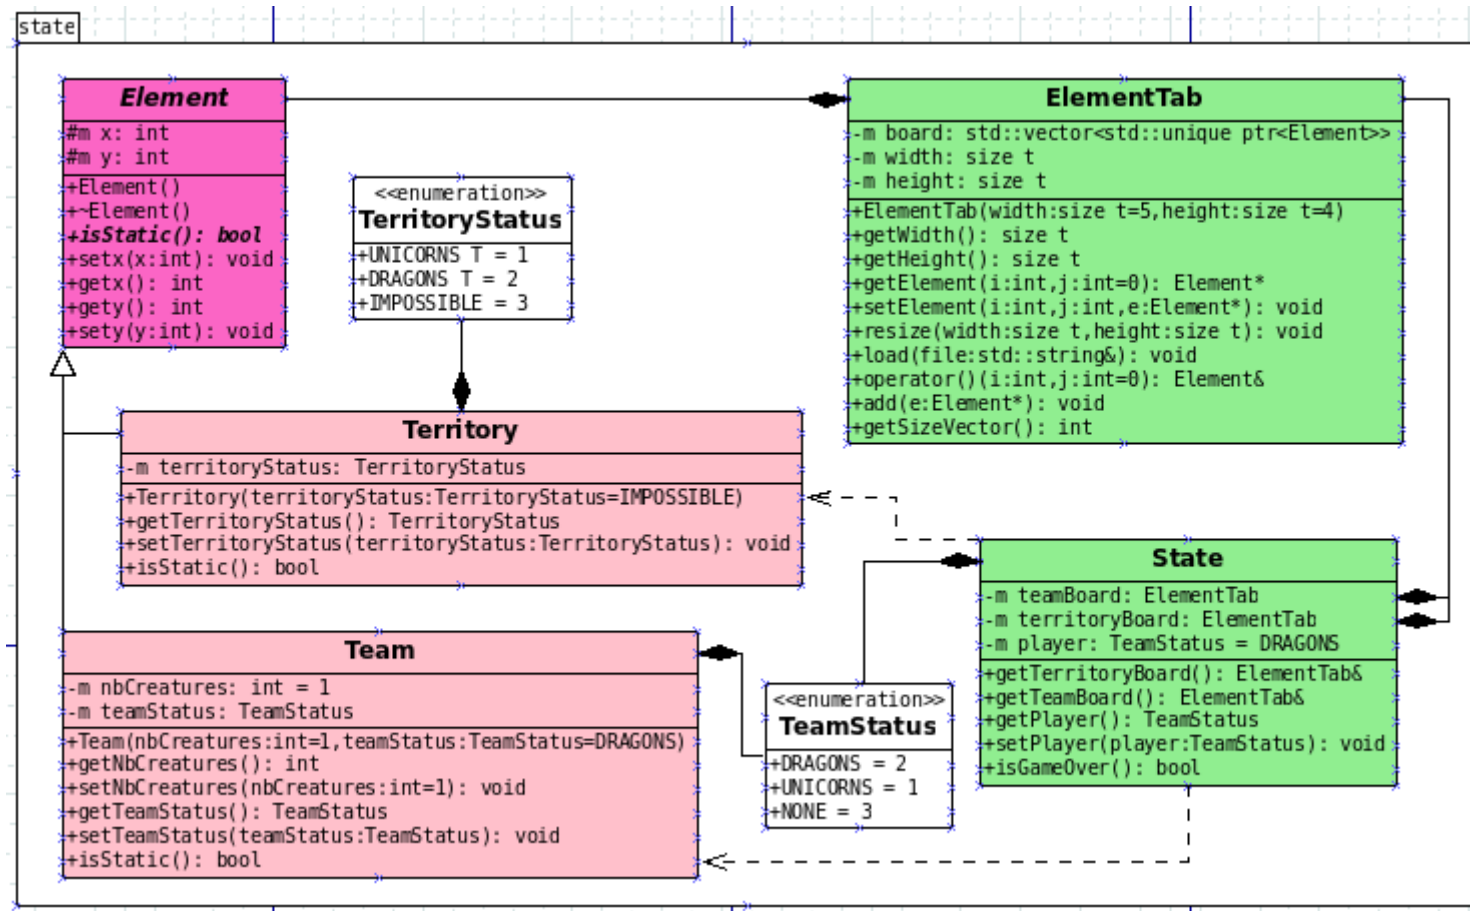 state
Element
#m x: int
#m y: int
+Element()
+~Element()
+isStatic(): bool
+setx(x:int): void
+getx(): int
+gety(): int
+sety(y:int): void
<<enumeration>>
TerritoryStatus
+UNICORNS T = 1
+DRAGONS T = 2
+IMPOSSIBLE = 3
ElementTab
-m board: std::vector<std::unique ptr<Element>>
-m width: size t
-m height: size t
+ElementTab(width:size t=5,height:size t=4)
+getWidth(): size t
+getHeight(): size t
+getElement(i:int,j:int=0): Element*
+setElement(i:int,j:int,e:Element*): void
+resize(width:size t,height:size t): void
+load(file:std::string&): void
+operator()(i:int,j:int=0): Element&
+add(e:Element*): void
+getSizeVector(): int
Territory
-m territoryStatus: TerritoryStatus
+Territory(territoryStatus:TerritoryStatus=IMPOSSIBLE)
+getTerritoryStatus(): TerritoryStatus
+setTerritoryStatus(territoryStatus:TerritoryStatus): void
+isStatic(): bool
State
-m teamBoard: ElementTab
-m territoryBoard: ElementTab
-m player: TeamStatus = DRAGONS
+getTerritoryBoard(): ElementTab&
+getTeamBoard(): ElementTab&
+getPlayer(): TeamStatus
+setPlayer(player:TeamStatus): void
+isGameOver(): bool
Team
-m nbCreatures: int = 1
-m teamStatus: TeamStatus
+Team(nbCreatures:int=1,teamStatus:TeamStatus=DRAGONS)
+getNbCreatures(): int
+setNbCreatures(nbCreatures:int=1): void
+getTeamStatus(): TeamStatus
+setTeamStatus(teamStatus:TeamStatus): void
+isStatic(): bool
<<enumeration>>
TeamStatus
+DRAGONS = 2
+UNICORNS = 1
+NONE = 3